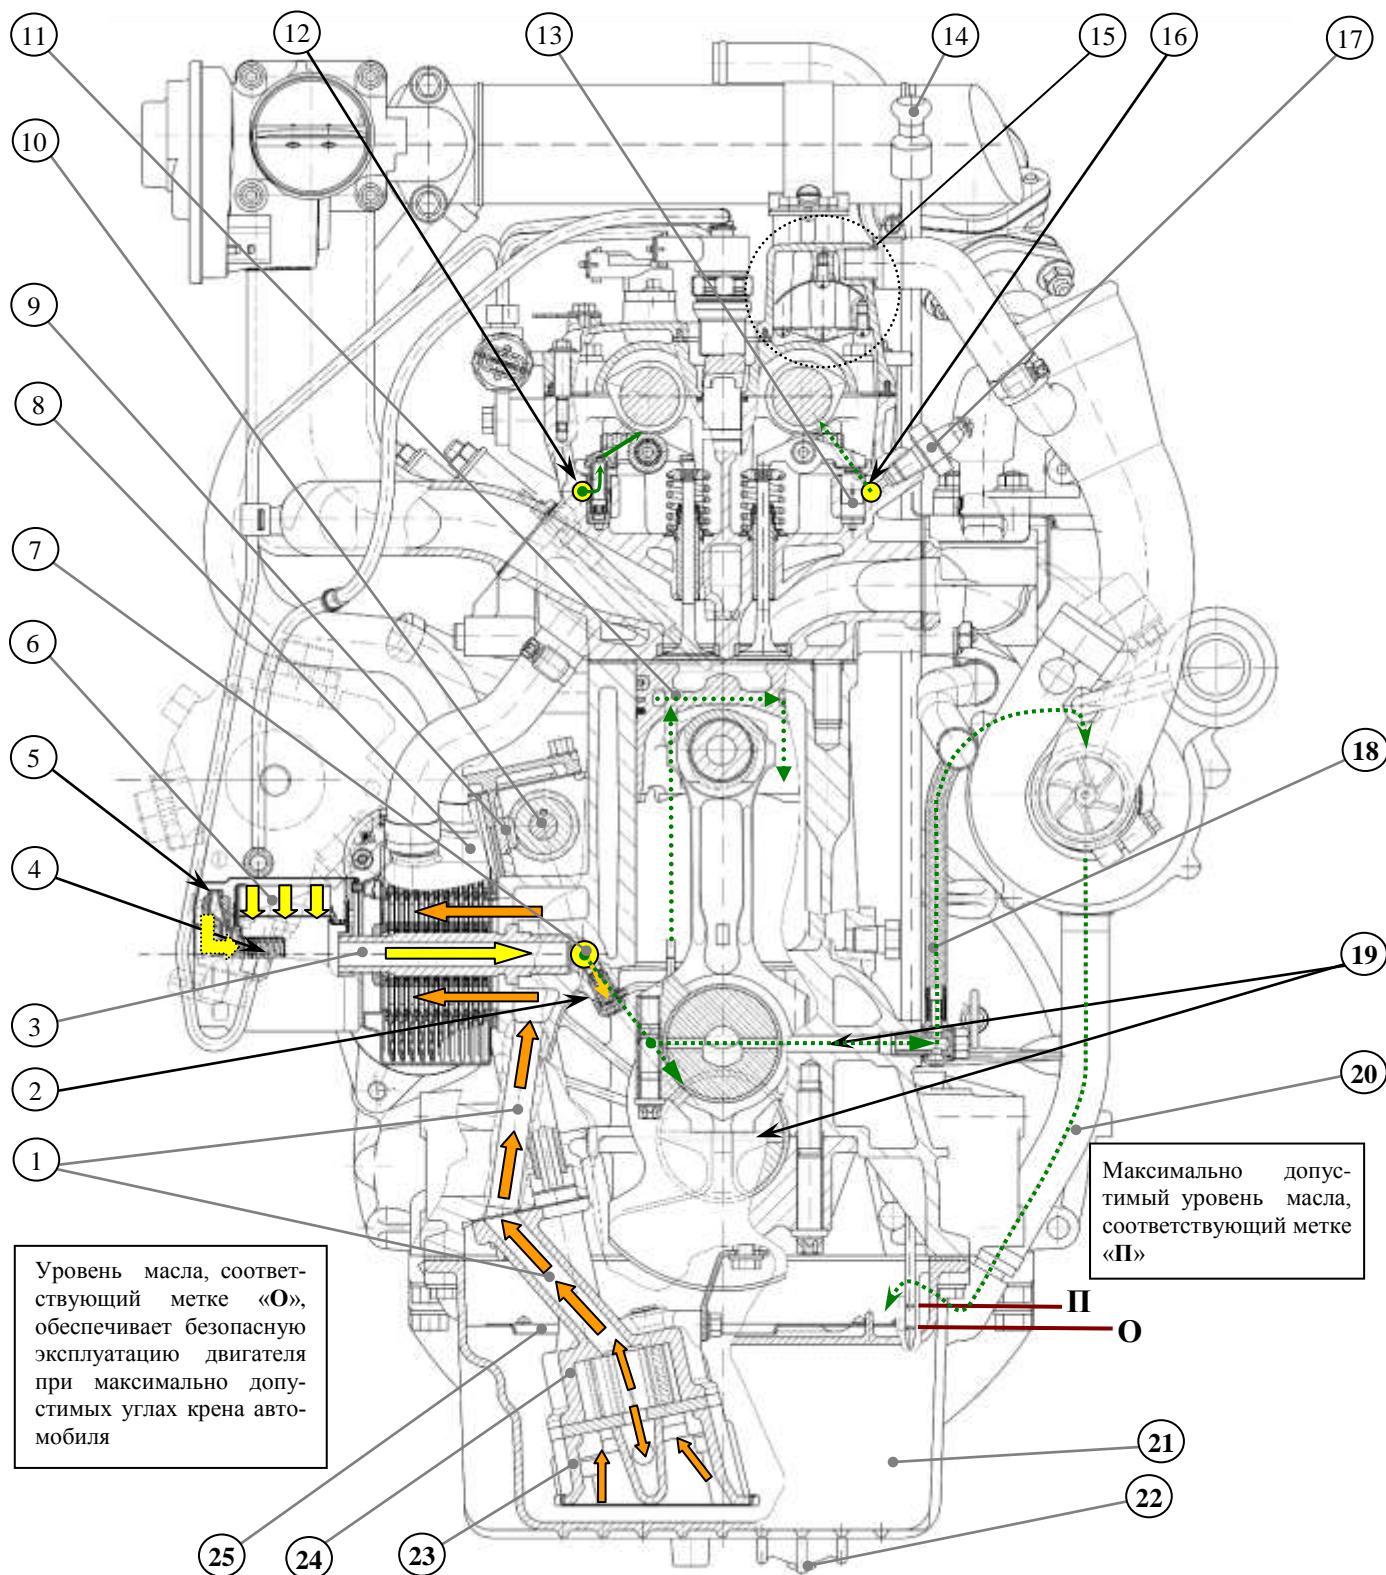 11
12
13
14
15
16
17
10
9
8
7
6
5
4
3
2
1
18
19
20
Максимально допус-
тимый уровень масла,
соответствующий метке
«П»
Уровень масла, соответ-
ствующий метке «О»,
обеспечивает безопасную
эксплуатацию двигателя
при максимально допу-
стимых углах крена авто-
мобиля
П
О
21
22
25
24
23